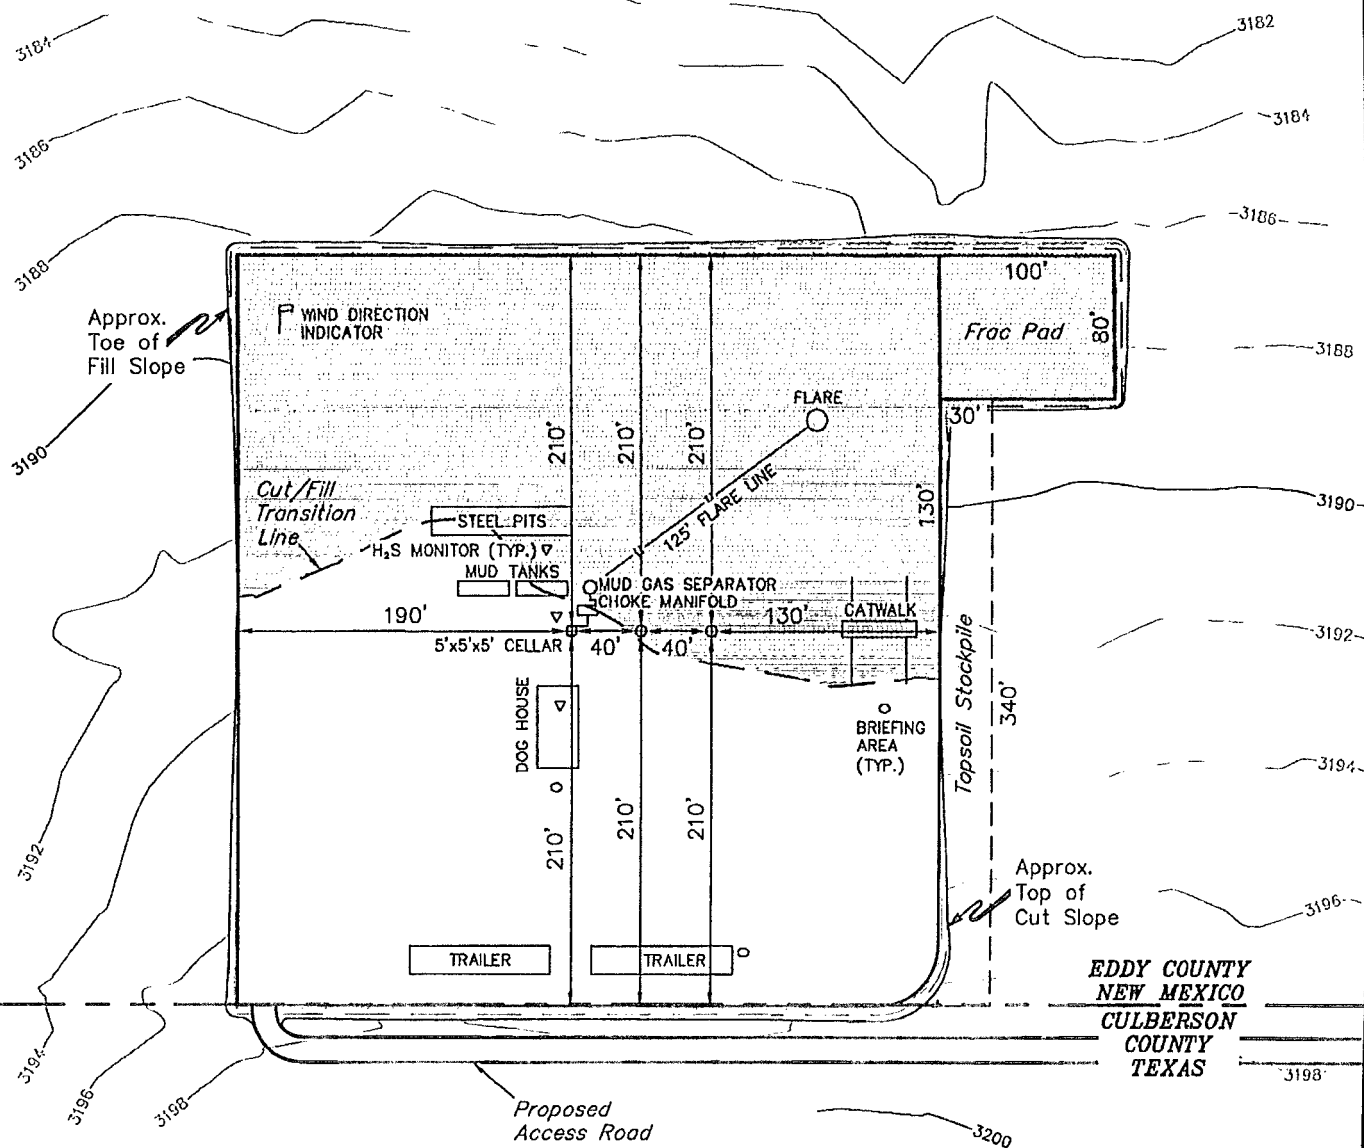 3184
3182
3184
3186
3186
3188
100'
Approx.
Toe of
Fill Slope
WIND DIRECTION
INDICATOR
Frac Pad
80'
3188
FLARE
30'
3190
210'
210'
210'
Cut/Fill
Transition
Line
STEEL PITS
125' FLARE LINE
130'
3190
H₂S MONITOR (TYP.)
MUD TANKS
MUD GAS SEPARATOR
CHOKE MANIFOLD
190'
130'
CATWALK
3192
5'x5'x5' CELLAR
40'
40'
DOG HOUSE
BRIEFING
AREA
(TYP.)
Topsoil Stockpile
340'
3194
3192
210'
210'
210'
Approx.
Top of
Cut Slope
3196
TRAILER
TRAILER
EDDY COUNTY
NEW MEXICO
CULBERSON
COUNTY
TEXAS
3194
3196
3198
3198
Proposed
Access Road
3200